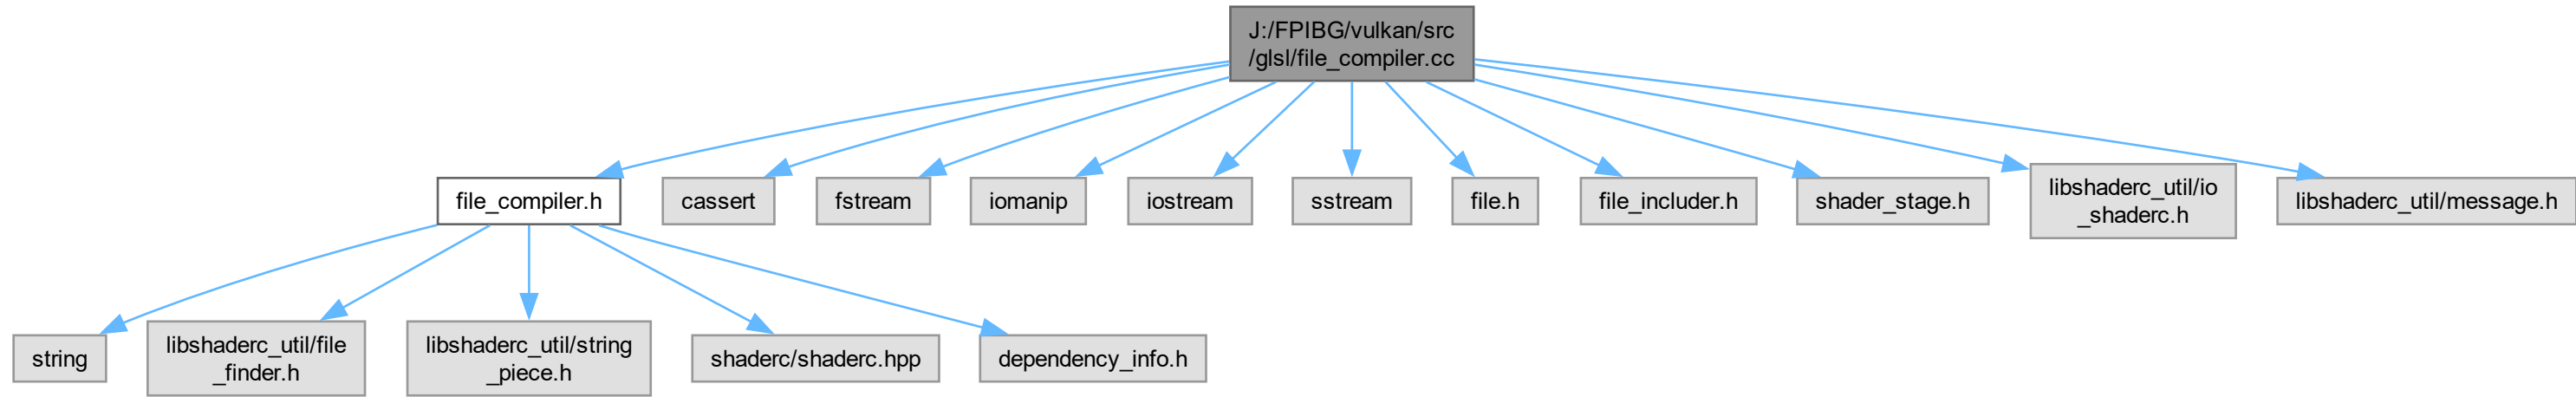 J:/FPIBG/vulkan/src
/glsl/file_compiler.cc
file_compiler.h
cassert
fstream
iomanip
iostream
sstream
file.h
file_includer.h
shader_stage.h
libshaderc_util/io
_shaderc.h
libshaderc_util/message.h
string
libshaderc_util/file
_finder.h
libshaderc_util/string
_piece.h
shaderc/shaderc.hpp
dependency_info.h